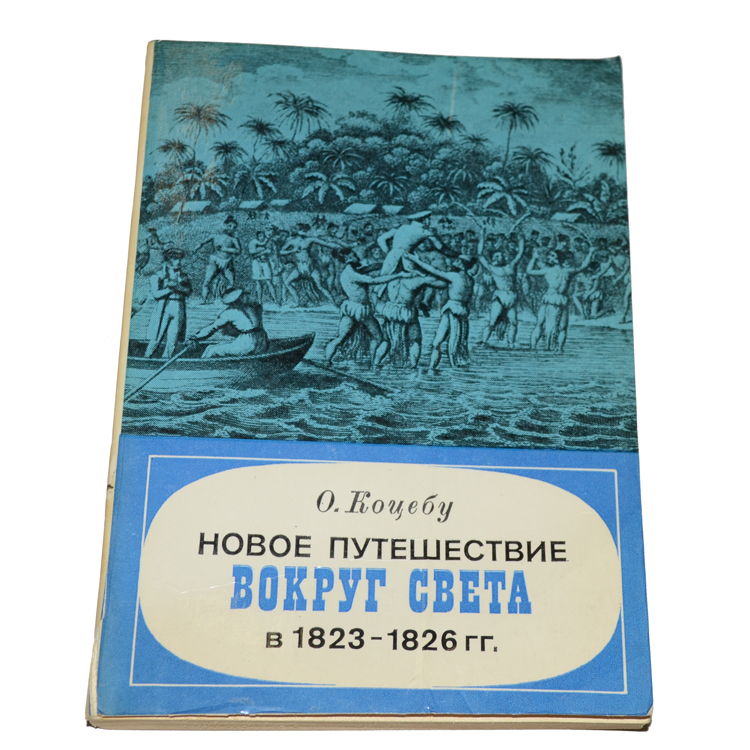 О. Коцебу
НОВОЕ ПУТЕШЕСТВИЕ
ВОКРУГ СВЕТА
в 1823-1826 гг.